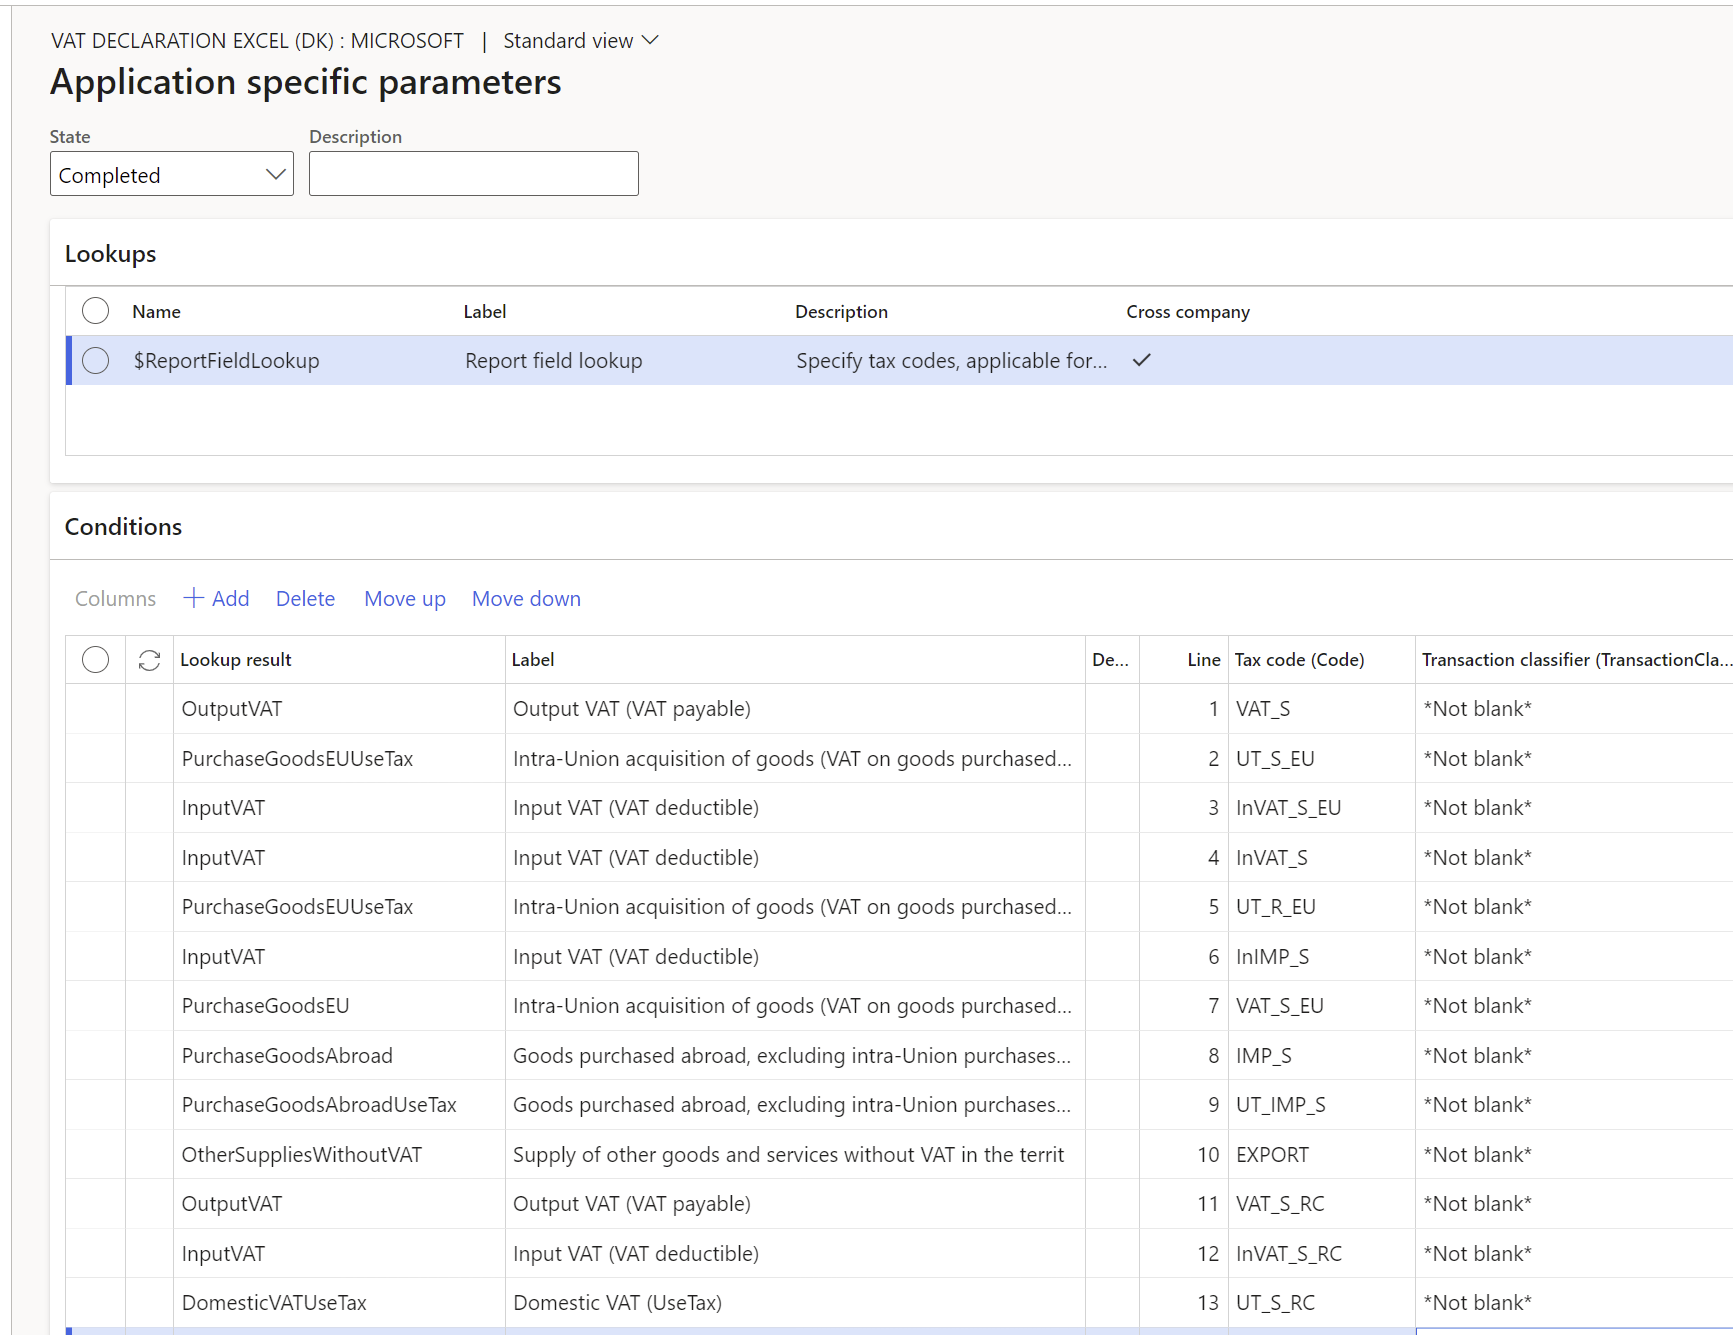 VAT DECLARATION EXCEL (DK) : MICROSOFT | Standard view
Application specific parameters
State Description
Completed
Lookups
Name Label Description Cross company
$ReportFieldLookup Report field lookup Specify tax codes, applicable for...
Conditions
Columns + Add Delete Move up Move down
Lookup result Label De... Line Tax code (Code) Transaction classifier (TransactionCla...
OutputVAT Output VAT (VAT payable) 1 VAT_S *Not blank*
PurchaseGoodsEUUseTax Intra-Union acquisition of goods (VAT on goods purchased... 2 UT_S_EU *Not blank*
InputVAT Input VAT (VAT deductible) 3 InVAT_S_EU *Not blank*
InputVAT Input VAT (VAT deductible) 4 InVAT_S *Not blank*
PurchaseGoodsEUUseTax Intra-Union acquisition of goods (VAT on goods purchased... 5 UT_R_EU *Not blank*
InputVAT Input VAT (VAT deductible) 6 InIMP_S *Not blank*
PurchaseGoodsEU Intra-Union acquisition of goods (VAT on goods purchased... 7 VAT_S_EU *Not blank*
PurchaseGoodsAbroad Goods purchased abroad, excluding intra-Union purchases... 8 IMP_S *Not blank*
PurchaseGoodsAbroadUseTax Goods purchased abroad, excluding intra-Union purchases... 9 UT_IMP_S *Not blank*
OtherSuppliesWithoutVAT Supply of other goods and services without VAT in the territ 10 EXPORT *Not blank*
OutputVAT Output VAT (VAT payable) 11 VAT_S_RC *Not blank*
InputVAT Input VAT (VAT deductible) 12 InVAT_S_RC *Not blank*
DomesticVATUseTax Domestic VAT (UseTax) 13 UT_S_RC *Not blank*